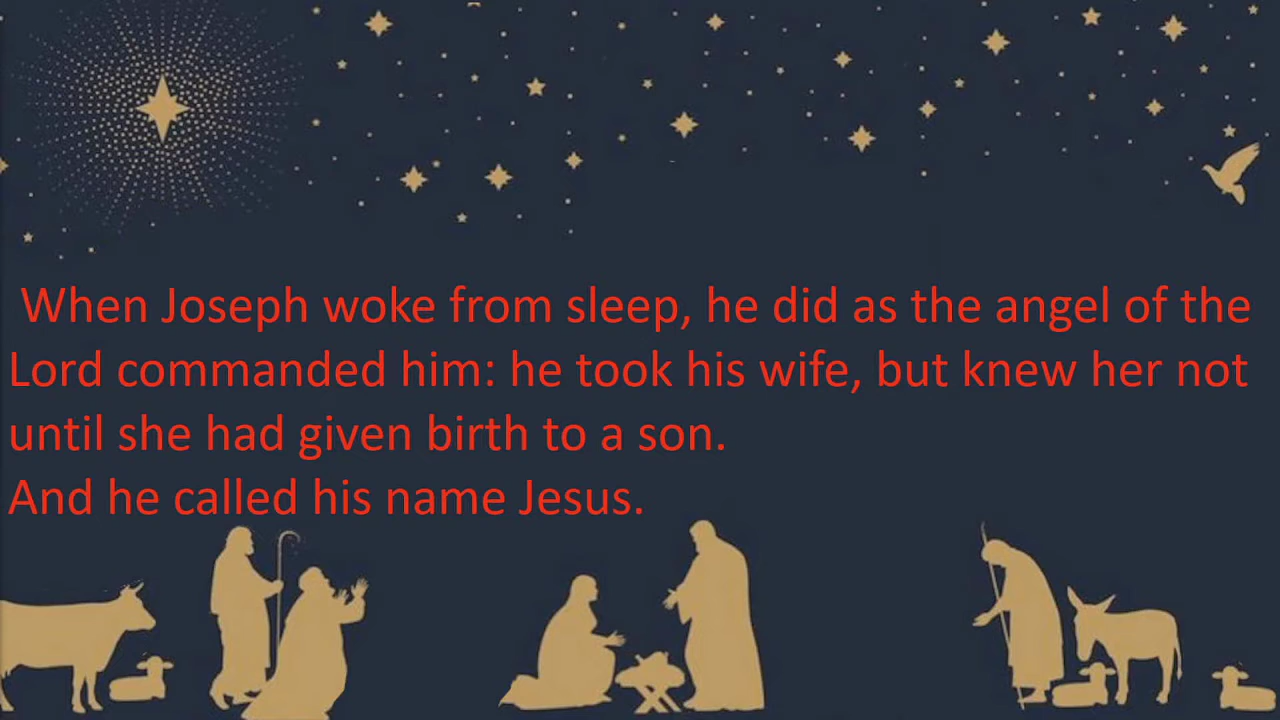 When Joseph woke from sleep, he did as the angel of the
Lord commanded him: he took his wife, but knew her not
until she had given birth to a son.
And he called his name Jesus.